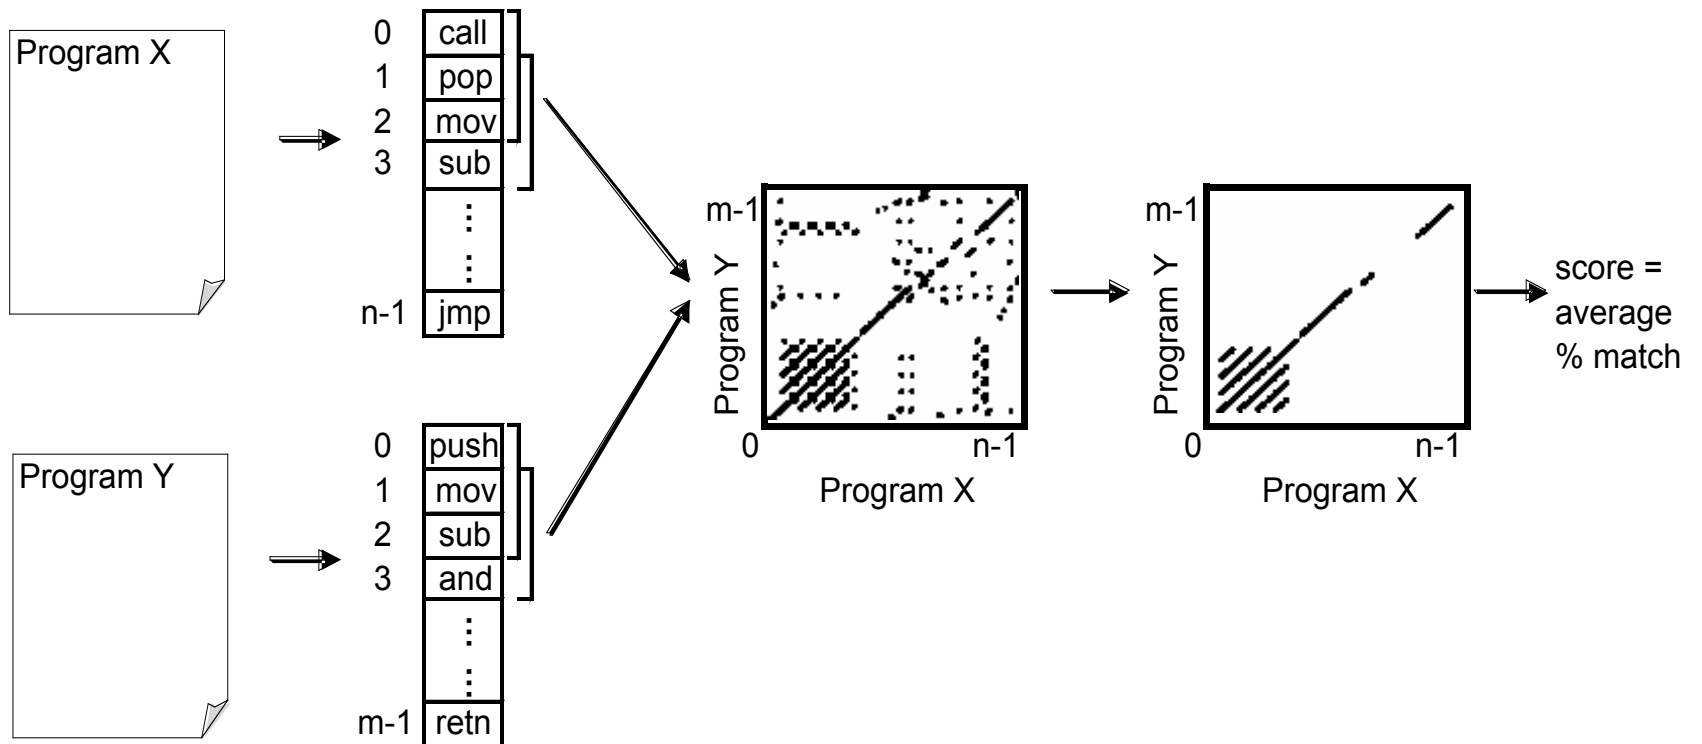 Program X
0 call
1 pop
2 mov
3 sub
⋮
⋮
n-1 jmp
Program Y
0 push
1 mov
2 sub
3 and
⋮
⋮
m-1 retn
m-1
Program Y
0
n-1
Program X
m-1
Program Y
0
n-1
Program X
score =
average
% match